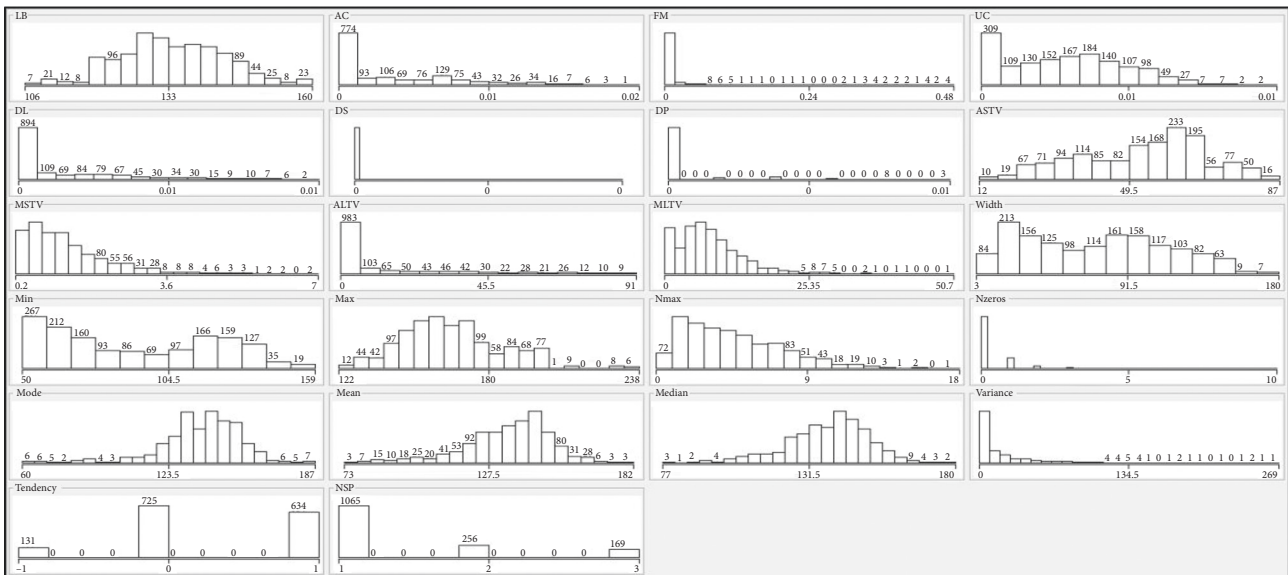 LB AC FM UC
96 89 44 25 8 23 7 21 12 8
106 133 160
774 93 106 69 76 129 75 43 32 26 34 16 7 6 3 1
0 0.01 0.02
8 6 5 1 1 1 0 1 1 1 0 0 0 2 1 3 4 2 2 2 1 4 2 4
0 0.24 0.48
309 109 130 152 167 184 140 107 98 49 27 7 7 2 2
0 0.01 0.01
DL DS DP ASTV
894 109 69 84 79 67 45 30 34 30 15 9 10 7 6 2
0 0.01 0.01
0 0 0
0 0 0 0 0 0 0 0 0 0 0 0 0 8 0 0 0 0 3
0 0 0.01
10 19 67 71 94 114 85 82 154 168 233 195 56 77 50 16
12 49.5 87
MSTV ALTV MLTV Width
80 55 56 31 28 8 8 8 4 6 3 3 1 2 2 0 2
0.2 3.6 7
983 103 65 50 43 46 42 30 22 28 21 26 12 10 9
0 45.5 91
5 8 7 5 0 0 2 1 0 1 1 0 0 0 1
0 25.35 50.7
84 213 156 125 98 114 161 158 117 103 82 63 9 7
3 91.5 180
Min Max Nmax Nzeros
267 212 160 93 86 69 97 166 159 127 35 19
50 104.5 159
12 44 42 97 99 58 84 68 77 1 9 0 0 8 6
122 180 238
72 83 51 43 18 19 10 3 1 2 0 1
0 9 18
0 5 10
Mode Mean Median Variance
6 6 5 2 4 3 6 5 7
60 123.5 187
3 7 15 10 18 25 20 41 53 92 80 31 28 6 3 3
73 127.5 182
3 1 2 4 9 4 3 2
77 131.5 180
4 4 5 4 1 0 1 2 1 1 0 1 1 0 1 0 1 2 1 1
0 134.5 269
Tendency NSP
131 0 0 0 725 0 0 0 0 634
−1 0 1
1065 0 0 0 256 0 0 0 0 169
1 2 3